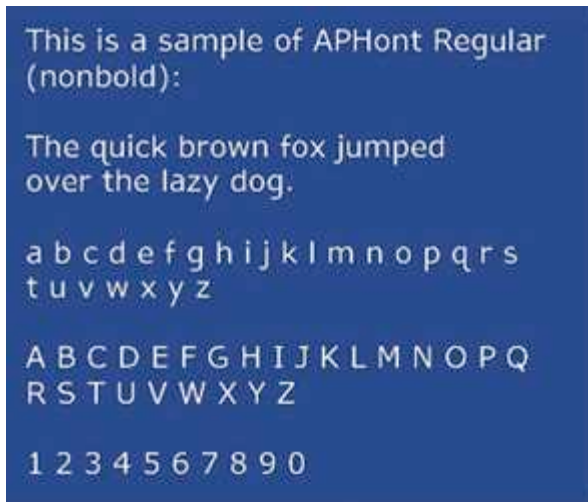 This is a sample of APHont Regular
(nonbold):
The quick brown fox jumped
over the lazy dog.
a b c d e f g h i j k l m n o p q r s
t u v w x y z
A B C D E F G H I J K L M N O P Q
R S T U V W X Y Z
1 2 3 4 5 6 7 8 9 0